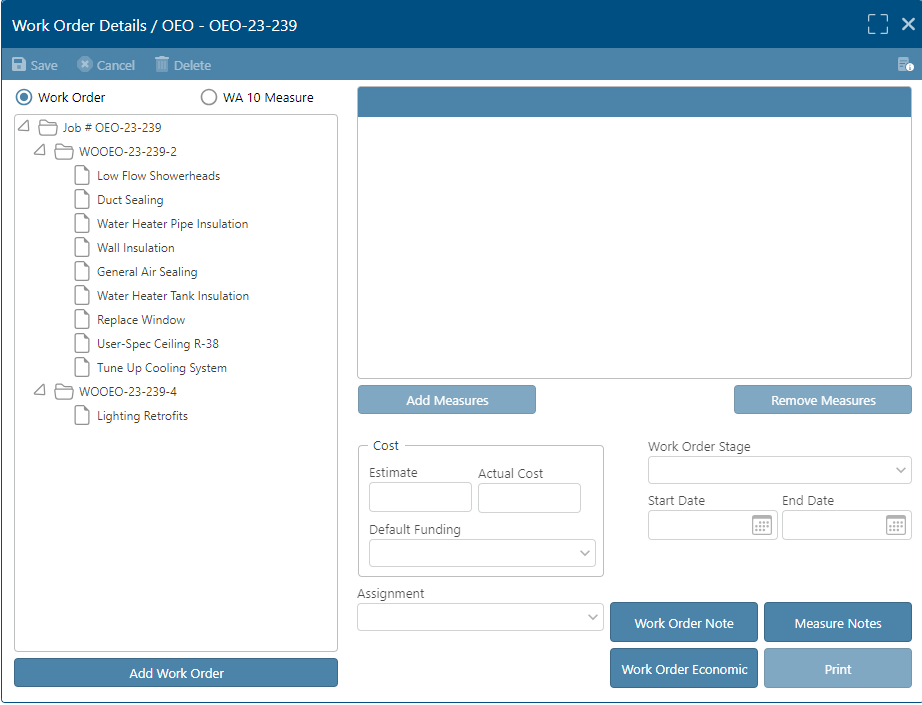 Work Order Details / OEO - OEO-23-239
Save Cancel Delete
Work Order WA 10 Measure
Job # OEO-23-239
WOOEO-23-239-2
Low Flow Showerheads
Duct Sealing
Water Heater Pipe Insulation
Wall Insulation
General Air Sealing
Water Heater Tank Insulation
Replace Window
User-Spec Ceiling R-38
Tune Up Cooling System
WOOEO-23-239-4
Lighting Retrofits
Add Work Order
Add Measures Remove Measures
Cost
Estimate Actual Cost
Default Funding
Assignment
Work Order Stage
Start Date End Date
Work Order Note Measure Notes
Work Order Economic Print